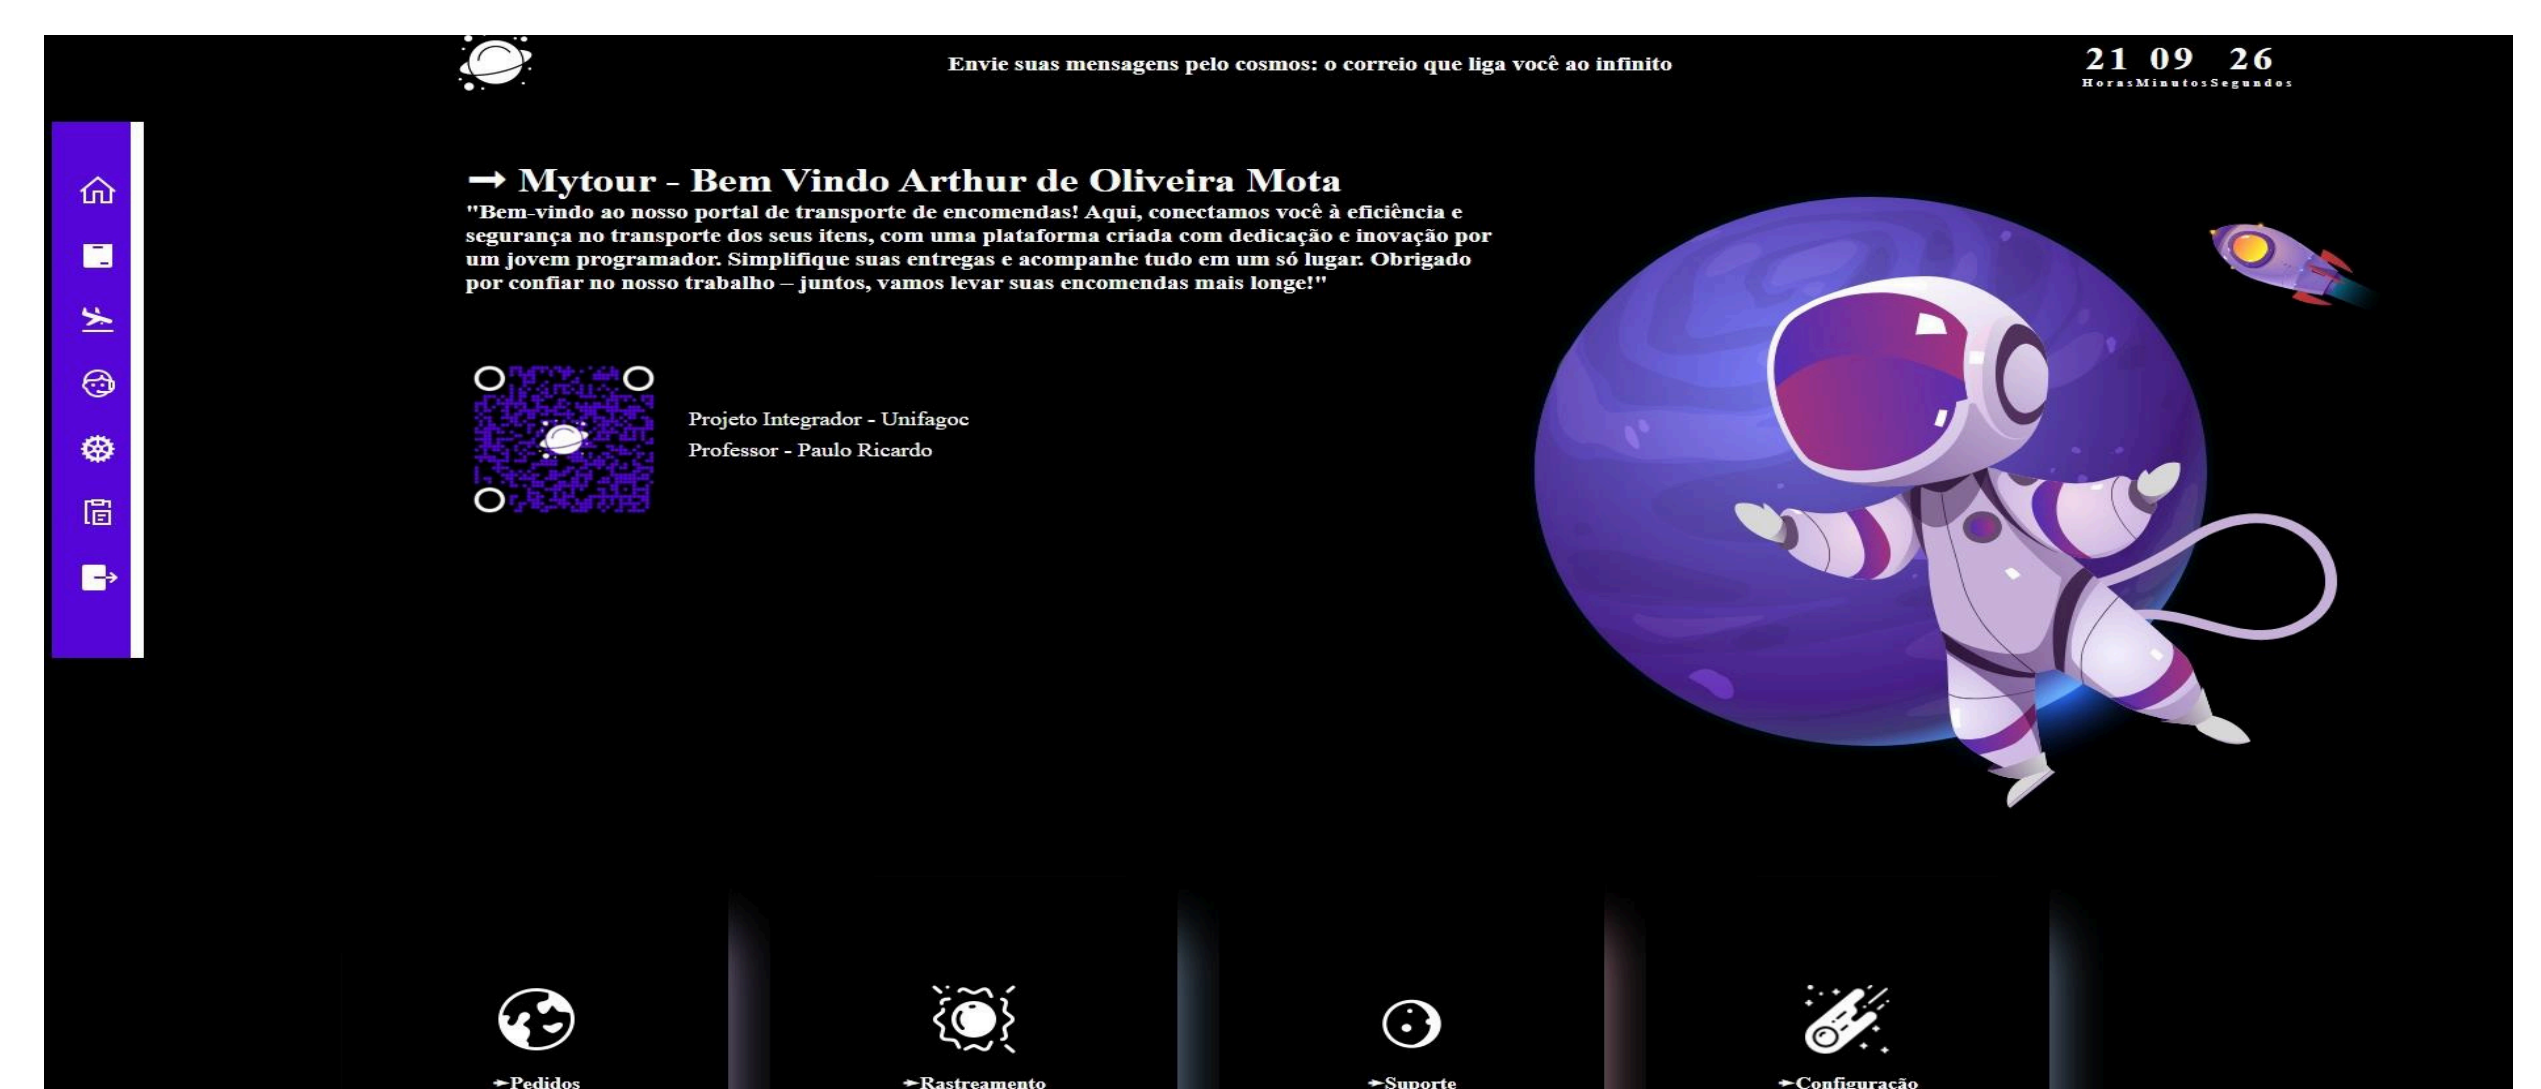 Envie suas mensagens pelo cosmos: o correio que liga você ao infinito
21 09 26
HorasMinutosSegundos
→ Mytour - Bem Vindo Arthur de Oliveira Mota
"Bem-vindo ao nosso portal de transporte de encomendas! Aqui, conectamos você à eficiência e
segurança no transporte dos seus itens, com uma plataforma criada com dedicação e inovação por
um jovem programador. Simplifique suas entregas e acompanhe tudo em um só lugar. Obrigado
por confiar no nosso trabalho – juntos, vamos levar suas encomendas mais longe!"
Projeto Integrador - Unifagoc
Professor - Paulo Ricardo
➛Pedidos
➛Rastreamento
➛Suporte
➛Configuração